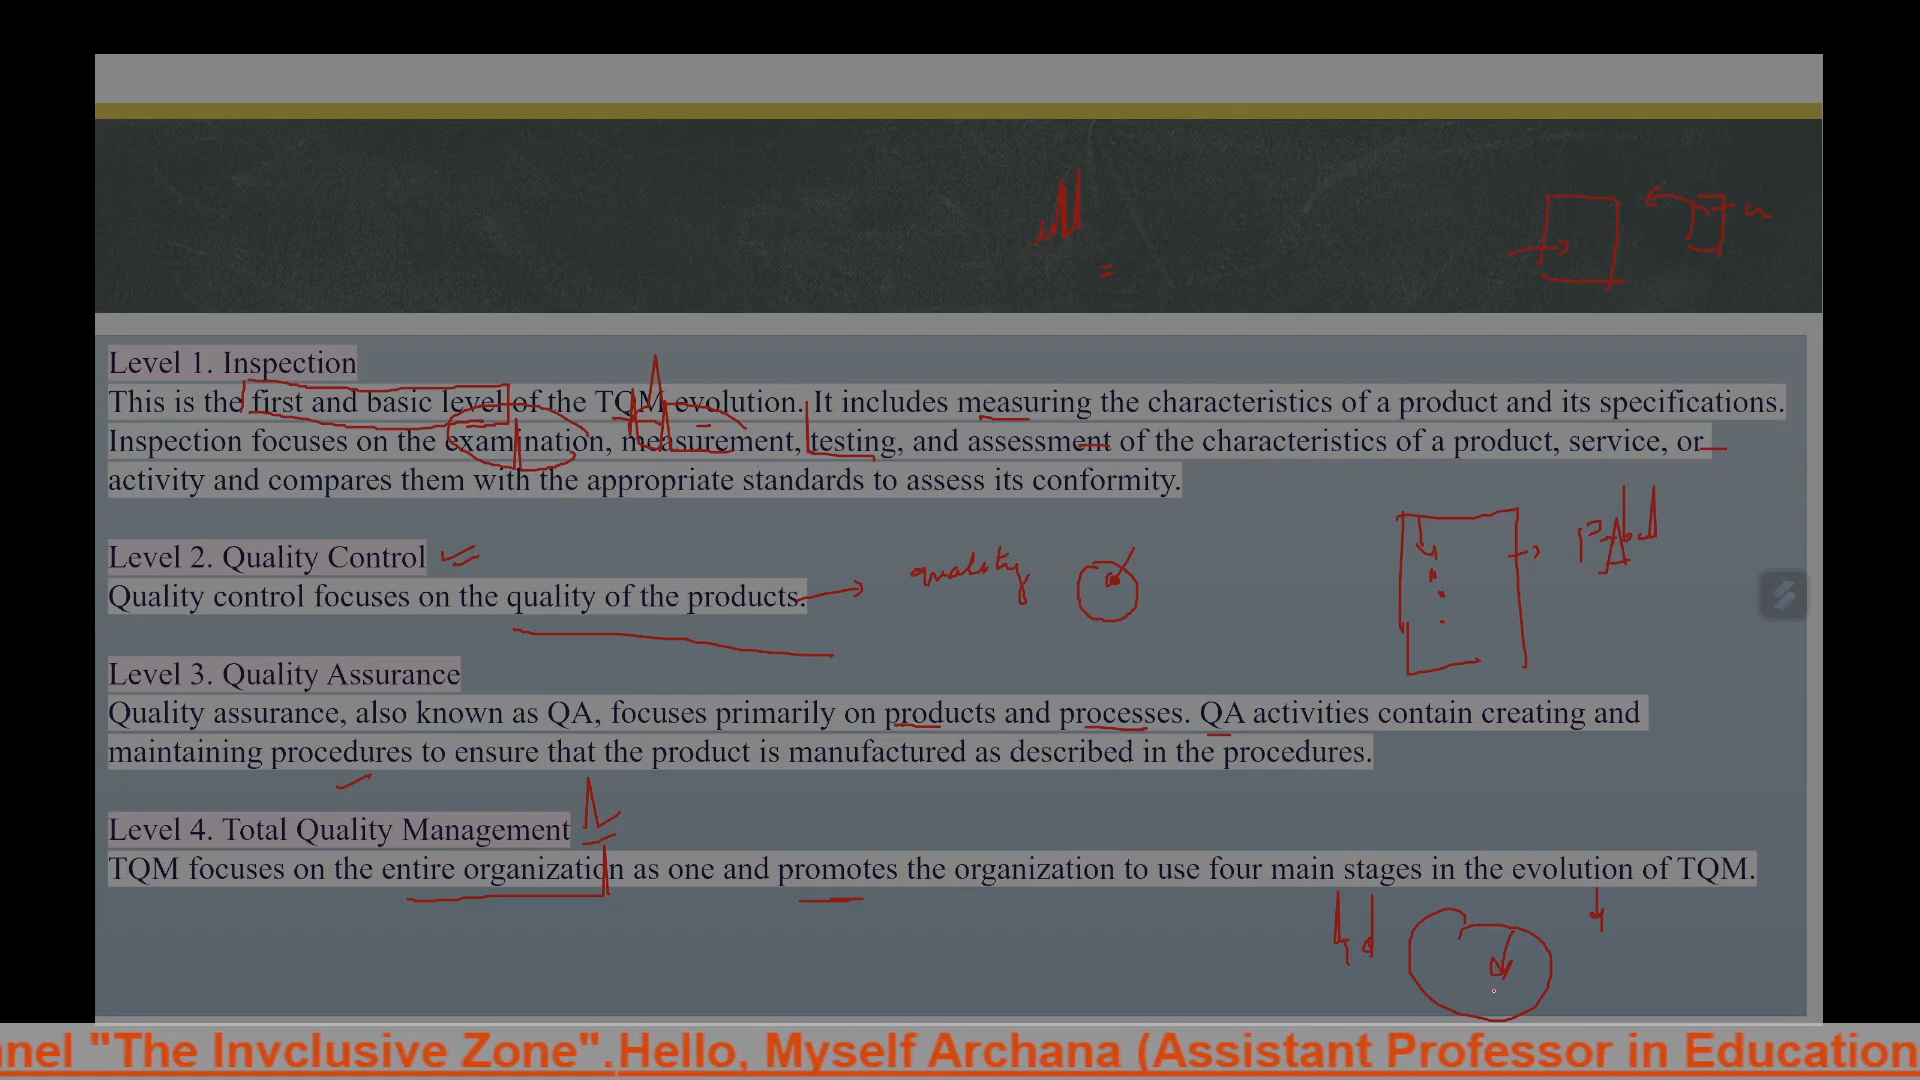 Level 1. Inspection
This is the first and basic level of the TQM evolution. It includes measuring the characteristics of a product and its specifications.
Inspection focuses on the examination, measurement, testing, and assessment of the characteristics of a product, service, or
activity and compares them with the appropriate standards to assess its conformity.
Level 2. Quality Control
Quality control focuses on the quality of the products.
quality
Level 3. Quality Assurance
Quality assurance, also known as QA, focuses primarily on products and processes. QA activities contain creating and
maintaining procedures to ensure that the product is manufactured as described in the procedures.
Level 4. Total Quality Management
TQM focuses on the entire organization as one and promotes the organization to use four main stages in the evolution of TQM.
nnel "The Invclusive Zone".Hello, Myself Archana (Assistant Professor in Education